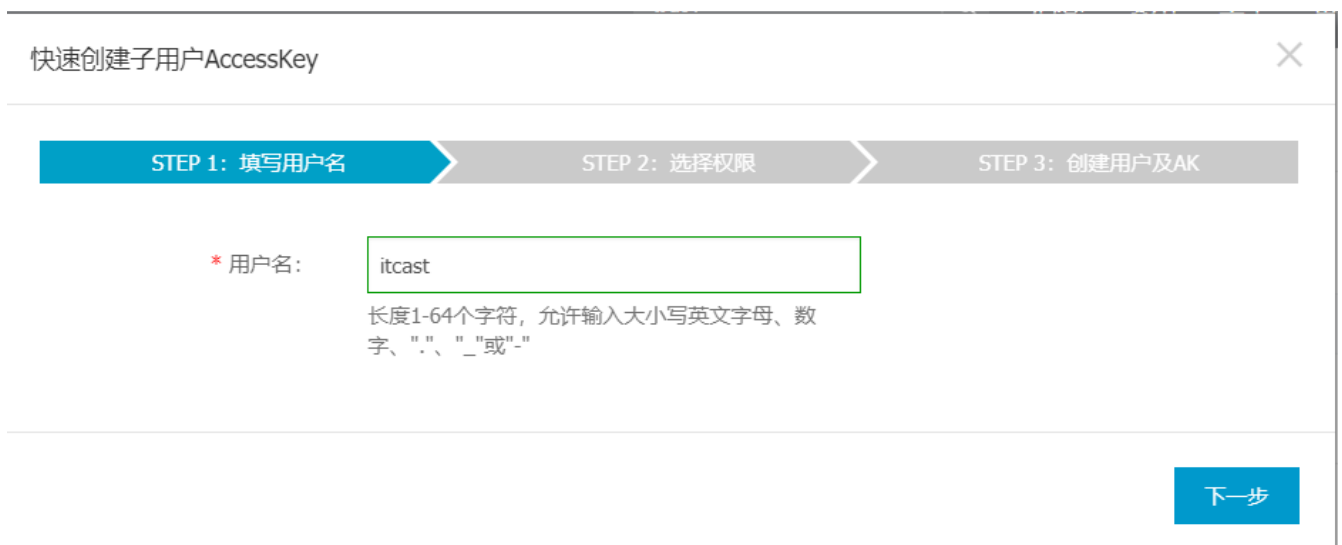 快速创建子用户AccessKey
STEP 1：填写用户名
STEP 2：选择权限
STEP 3：创建用户及AK
* 用户名：
itcast
长度1-64个字符，允许输入大小写英文字母、数
字、"."、"_"或"-"
下一步